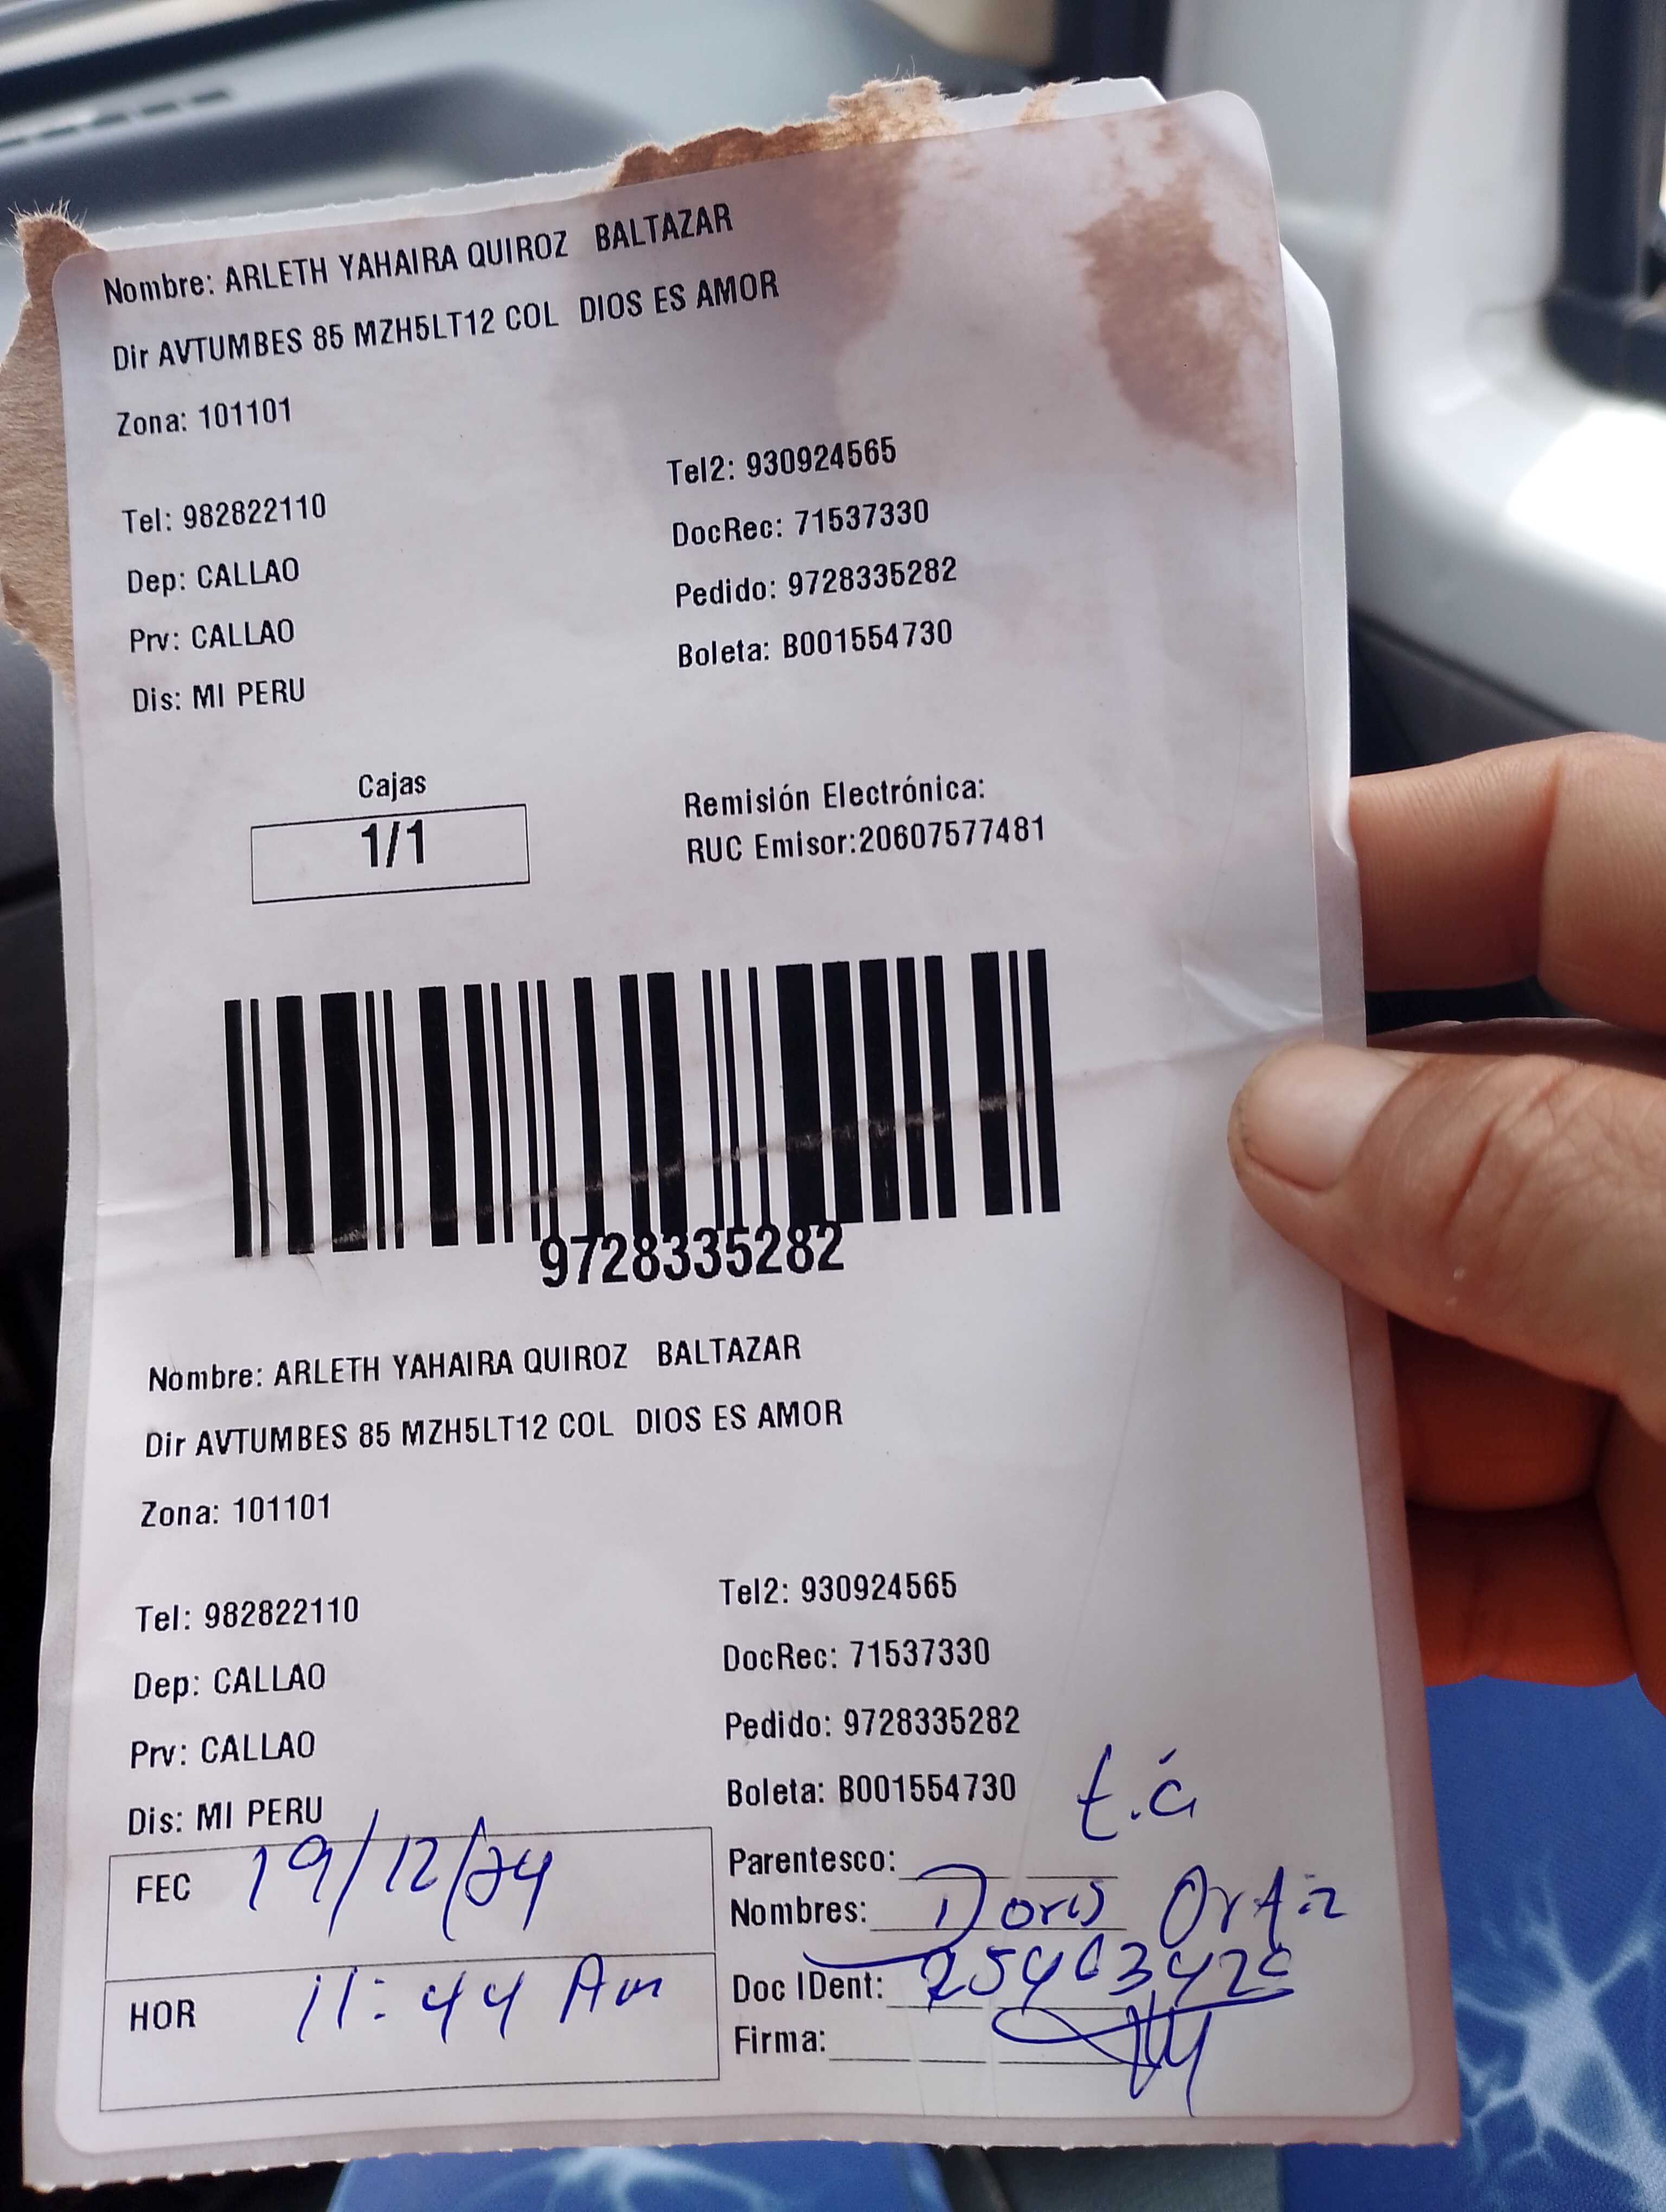 Nombre: ARLETH YAHAIRA QUIROZ BALTAZAR
Dir AVTUMBES 85 MZH5LT12 COL DIOS ES AMOR
Zona: 101101
Tel: 982822110
Tel2: 930924565
Dep: CALLAO
DocRec: 71537330
Prv: CALLAO
Pedido: 9728335282
Dis: MI PERU
Boleta: B001554730
Cajas
1/1
Remisión Electrónica:
RUC Emisor:20607577481
9728335282
Nombre: ARLETH YAHAIRA QUIROZ BALTAZAR
Dir AVTUMBES 85 MZH5LT12 COL DIOS ES AMOR
Zona: 101101
Tel: 982822110
Tel2: 930924565
Dep: CALLAO
DocRec: 71537330
Prv: CALLAO
Pedido: 9728335282
Dis: MI PERU
Boleta: B001554730
FEC 19/12/24
HOR 11:44 Am
Parentesco:
Nombres: Doris Ortiz
Doc IDent:
Firma: